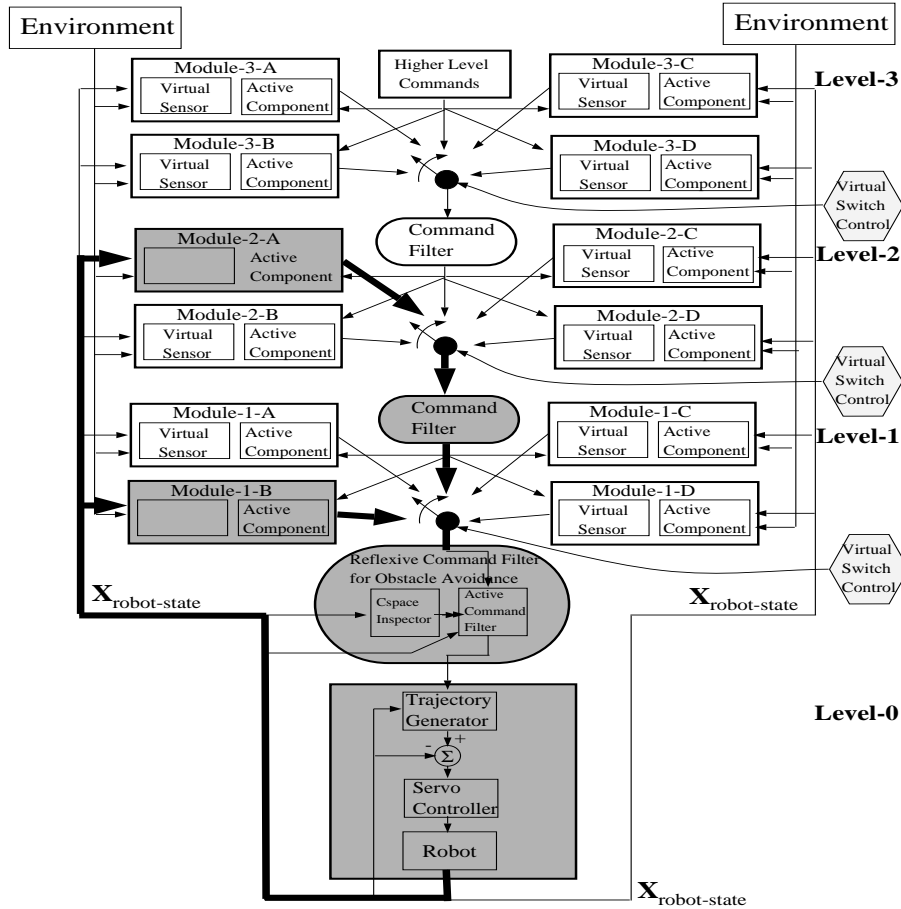 Environment
Environment
Module-3-A
Virtual
Sensor
Active
Component
Higher Level
Commands
Module-3-C
Virtual
Sensor
Active
Component
Level-3
Module-3-B
Virtual
Sensor
Active
Component
Module-3-D
Virtual
Sensor
Active
Component
Virtual
Switch
Control
Command
Filter
Module-2-A
Active
Component
Module-2-C
Virtual
Sensor
Active
Component
Level-2
Module-2-B
Virtual
Sensor
Active
Component
Module-2-D
Virtual
Sensor
Active
Component
Virtual
Switch
Control
Command
Filter
Module-1-A
Virtual
Sensor
Active
Component
Module-1-C
Virtual
Sensor
Active
Component
Level-1
Module-1-B
Active
Component
Module-1-D
Virtual
Sensor
Active
Component
Virtual
Switch
Control
Reflexive Command Filter
for Obstacle Avoidance
Cspace
Inspector
Active
Command
Filter
X robot-state
X robot-state
Trajectory
Generator
+
-
Σ
Servo
Controller
Robot
Level-0
X robot-state